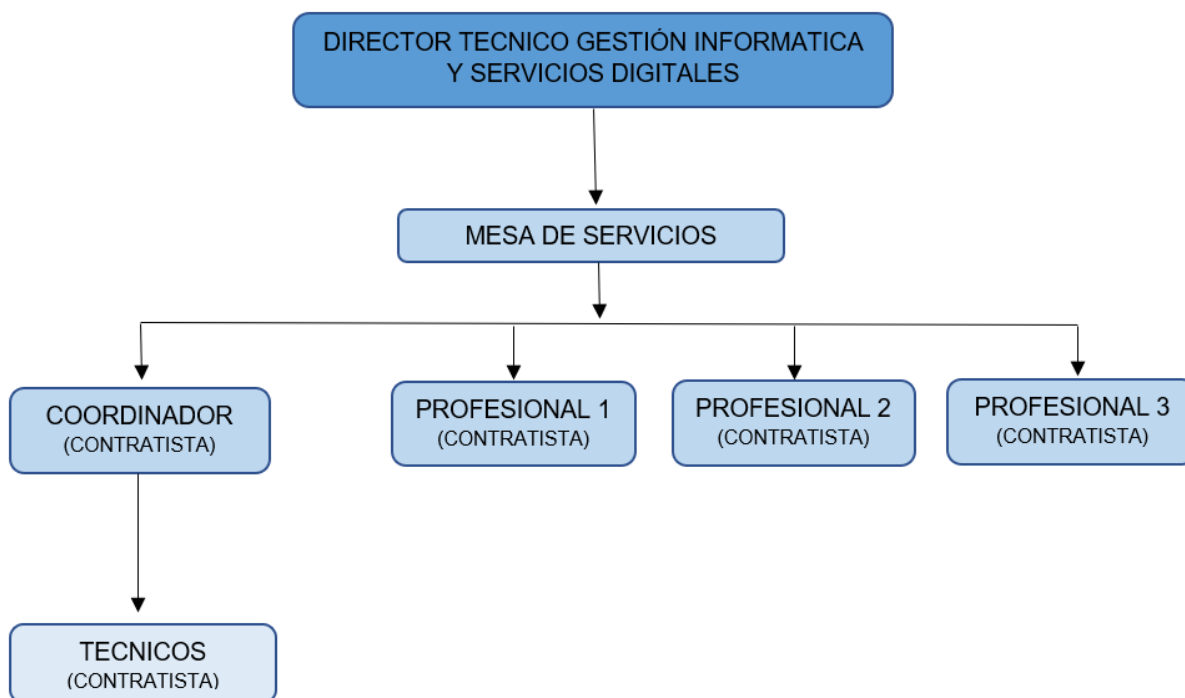 DIRECTOR TECNICO GESTIÓN INFORMATICA
Y SERVICIOS DIGITALES
MESA DE SERVICIOS
COORDINADOR
(CONTRATISTA)
PROFESIONAL 1
(CONTRATISTA)
PROFESIONAL 2
(CONTRATISTA)
PROFESIONAL 3
(CONTRATISTA)
TECNICOS
(CONTRATISTA)